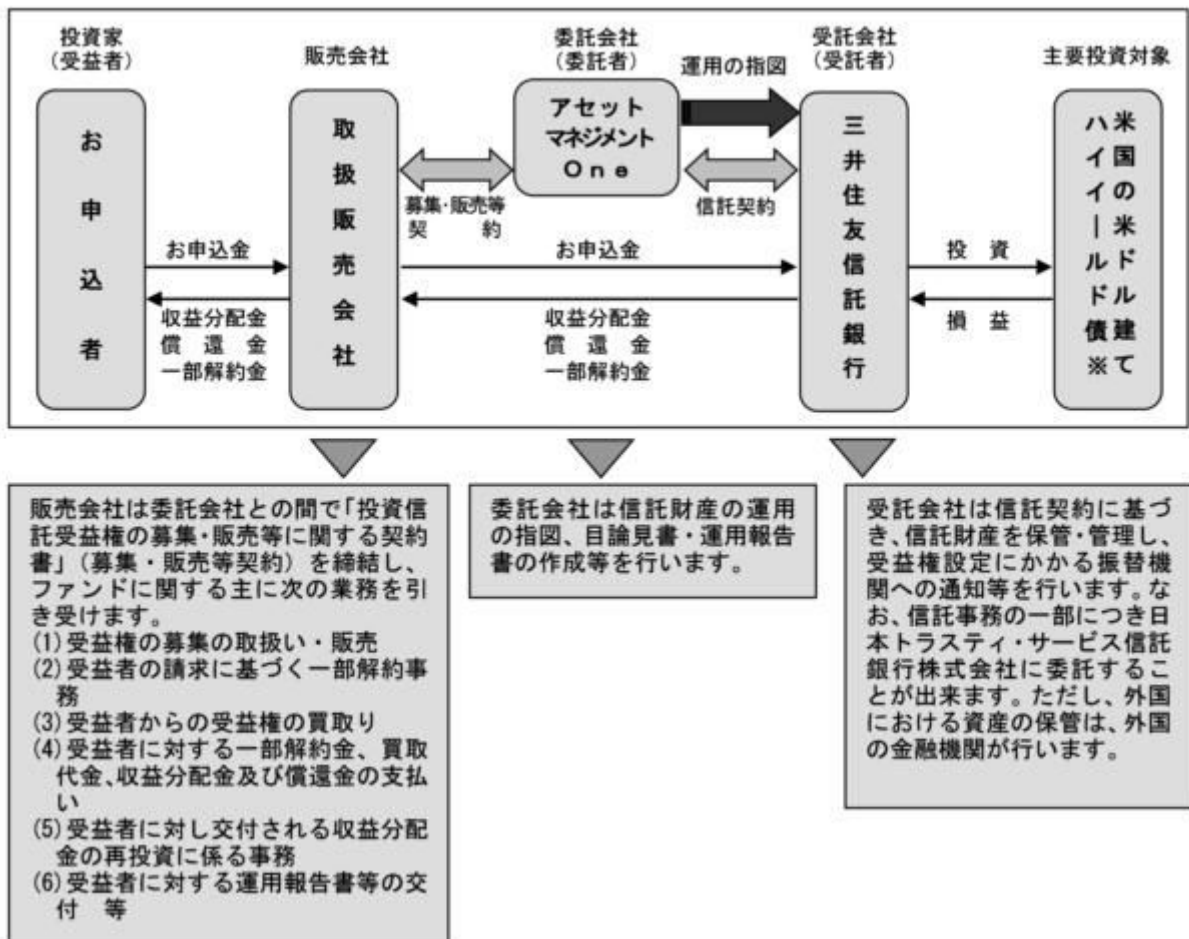 投資家
(受益者)
販売会社
委託会社
(委託者)
運用の指図
受託会社
(受託者)
主要投資対象
お申込者
取扱販売会社
アセット
マネジメント
One
三井住友信託銀行
米国の米ドル建て
ハイイールド債※
募集・販売等
契約
信託契約
お申込金
収益分配金
償還金
一部解約金
お申込金
収益分配金
償還金
一部解約金
投資
損益
販売会社は委託会社との間で「投資信
託受益権の募集・販売等に関する契約
書」(募集・販売等契約)を締結し、
ファンドに関する主に次の業務を引
き受けます。
(1)受益権の募集の取扱い・販売
(2)受益者の請求に基づく一部解約事
務
(3)受益者からの受益権の買取り
(4)受益者に対する一部解約金、買取
代金、収益分配金及び償還金の支払
い
(5)受益者に対し交付される収益分配
金の再投資に係る事務
(6)受益者に対する運用報告書等の交
付 等
委託会社は信託財産の運用
の指図、目論見書・運用報告
書の作成等を行います。
受託会社は信託契約に基づ
き、信託財産を保管・管理し、
受益権設定にかかる振替機
関への通知等を行います。な
お、信託事務の一部につき日
本トラスティ・サービス信託
銀行株式会社に委託するこ
とが出来ます。ただし、外国
における資産の保管は、外国
の金融機関が行います。